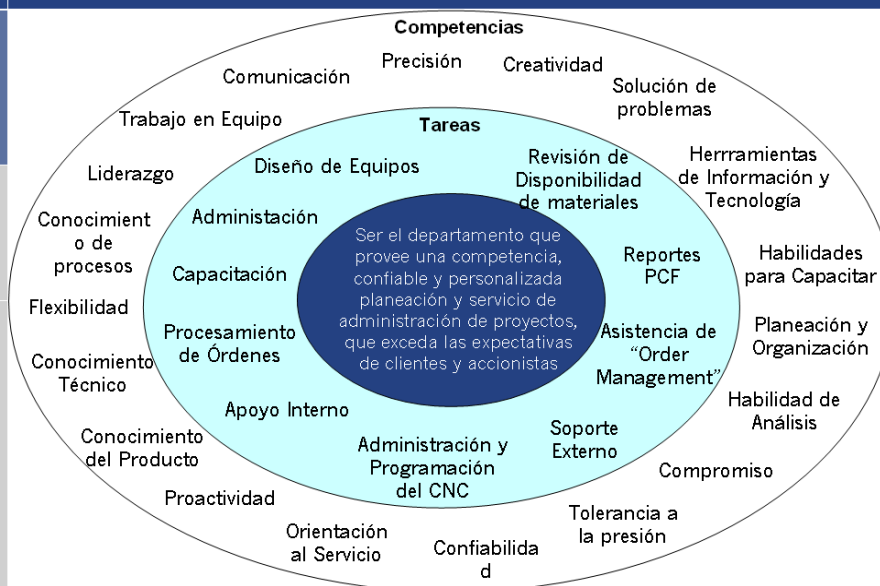 Competencias
Precisión
Creatividad
Comunicación
Solución de
problemas
Trabajo en Equipo
Liderazgo
Conocimient
o de
procesos
Flexibilidad
Conocimiento
Técnico
Conocimiento
del Producto
Proactividad
Orientación
al Servicio
Confiabilida
d
Tolerancia a
la presión
Compromiso
Habilidad de
Análisis
Planeación y
Organización
Habilidades
para Capacitar
Herrramientas
de Información y
Tecnología
Tareas
Diseño de Equipos
Revisión de
Disponibilidad
de materiales
Administación
Capacitación
Procesamiento
de Órdenes
Apoyo Interno
Administración y
Programación
del CNC
Soporte
Externo
Asistencia de
“Order
Management”
Reportes
PCF
Ser el departamento que
provee una competencia,
confiable y personalizada
planeación y servicio de
administración de proyectos,
que exceda las expectativas
de clientes y accionistas